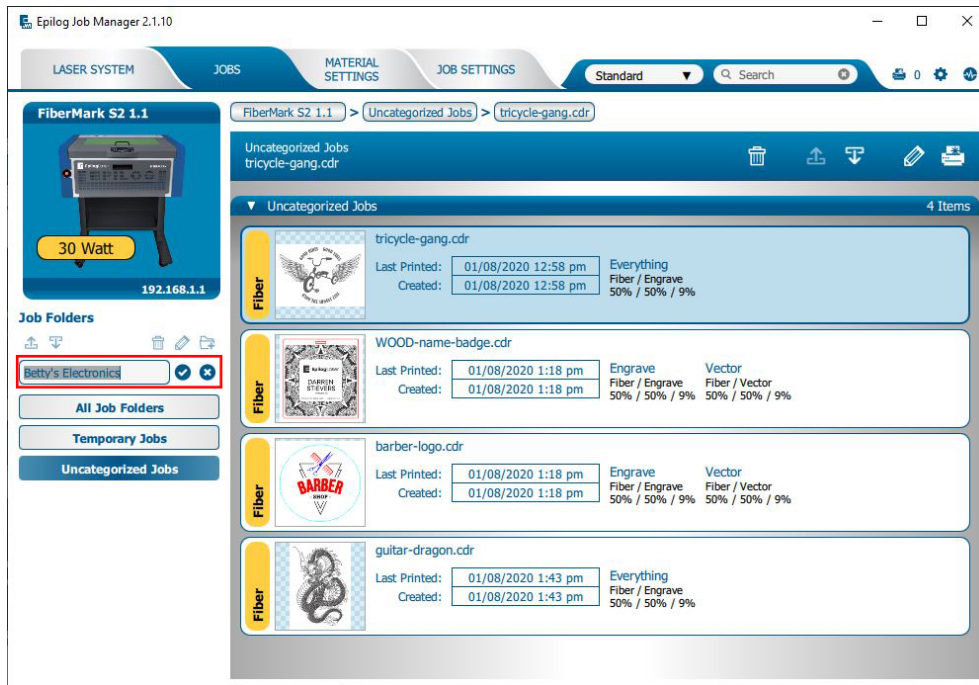 Epilog Job Manager 2.1.10
LASER SYSTEM
JOBS
MATERIAL
SETTINGS
JOB SETTINGS
Standard
Search
0
FiberMark S2 1.1
30 Watt
192.168.1.1
Job Folders
Betty's Electronics
All Job Folders
Temporary Jobs
Uncategorized Jobs
FiberMark S2 1.1 > Uncategorized Jobs > tricycle-gang.cdr
Uncategorized Jobs
tricycle-gang.cdr
Uncategorized Jobs 4 Items
Fiber
tricycle-gang.cdr
Last Printed: 01/08/2020 12:58 pm
Created: 01/08/2020 12:58 pm
Everything
Fiber / Engrave
50% / 50% / 9%
Fiber
DARREN
STIEVERS
WOOD-name-badge.cdr
Last Printed: 01/08/2020 1:18 pm
Created: 01/08/2020 1:18 pm
Engrave Vector
Fiber / Engrave Fiber / Vector
50% / 50% / 9% 50% / 50% / 9%
Fiber
BARBER
SHOP
barber-logo.cdr
Last Printed: 01/08/2020 1:18 pm
Created: 01/08/2020 1:18 pm
Engrave Vector
Fiber / Engrave Fiber / Vector
50% / 50% / 9% 50% / 50% / 9%
Fiber
guitar-dragon.cdr
Last Printed: 01/08/2020 1:43 pm
Created: 01/08/2020 1:43 pm
Everything
Fiber / Engrave
50% / 50% / 9%